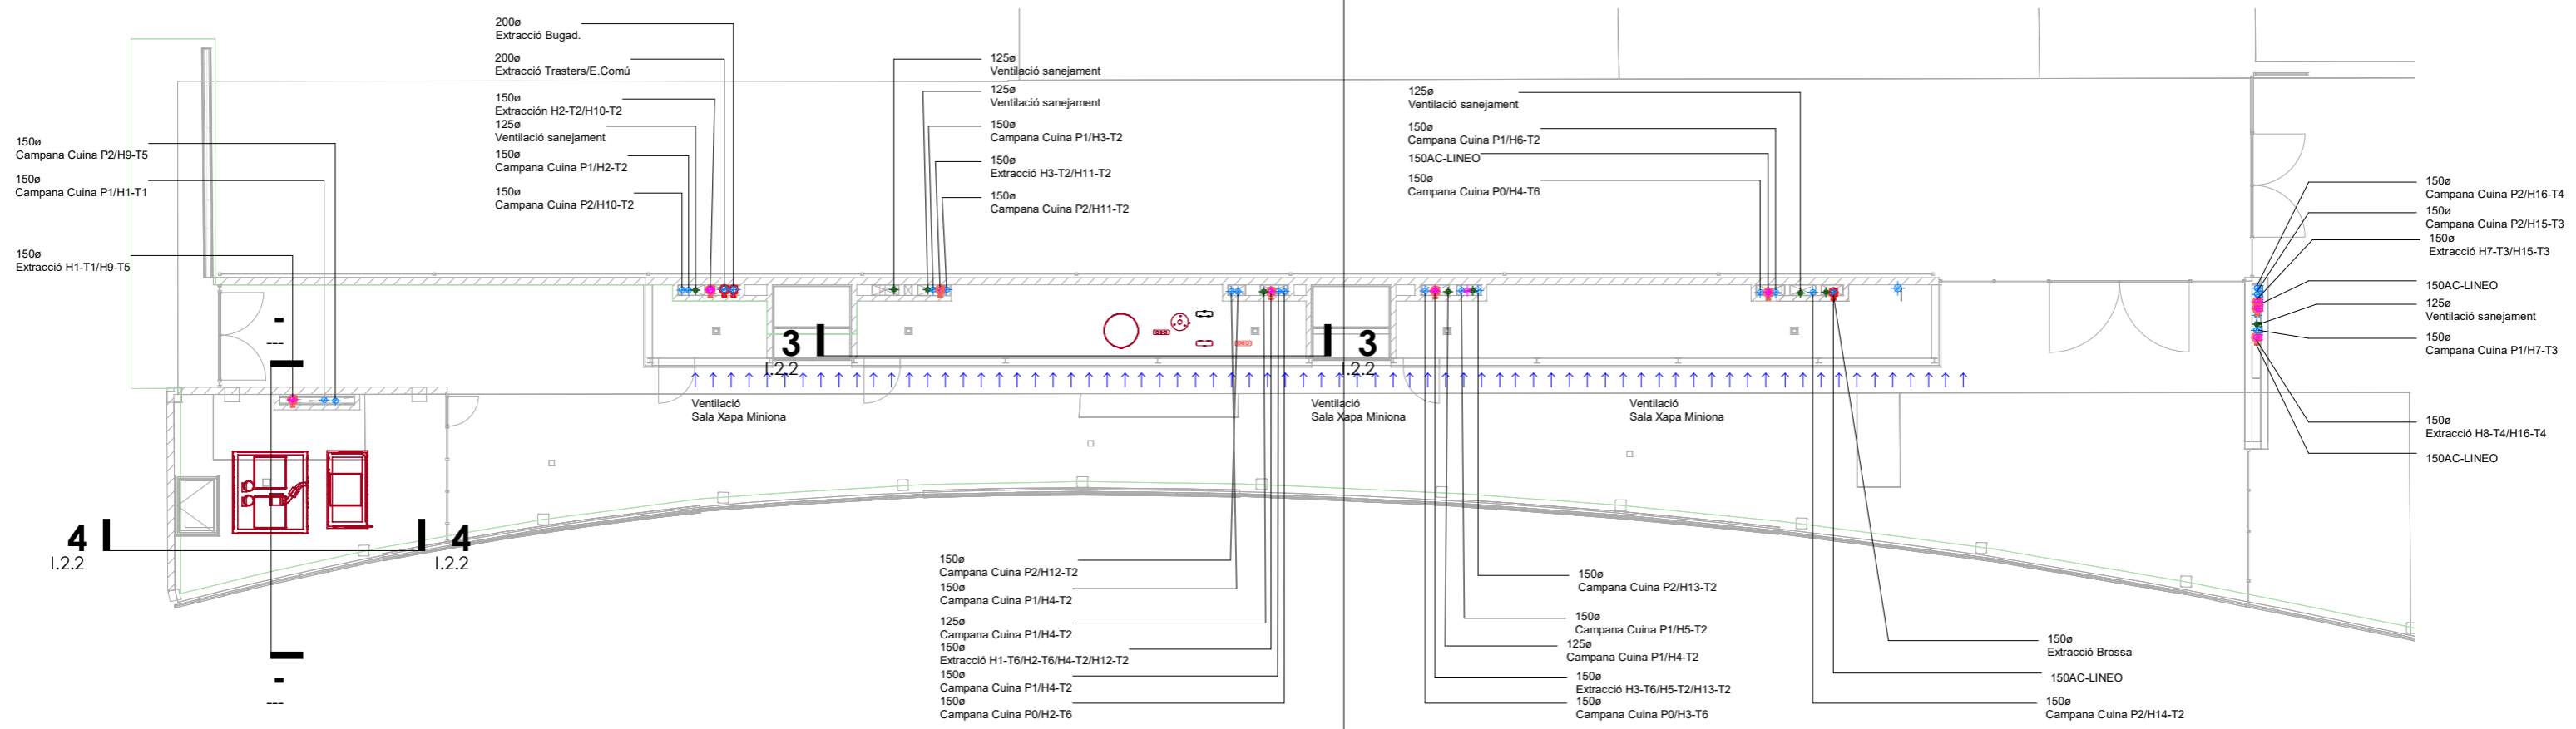 200ø
Extracció Bugad.
200ø
Extracció Trasters/E.Comú
150ø
Extracción H2-T2/H10-T2
125ø
Ventilació sanejament
150ø
Campana Cuina P1/H2-T2
150ø
Campana Cuina P2/H10-T2
150ø
Campana Cuina P2/H9-T5
150ø
Campana Cuina P1/H1-T1
150ø
Extracció H1-T1/H9-T5
125ø
Ventilació sanejament
125ø
Ventilació sanejament
150ø
Campana Cuina P1/H3-T2
150ø
Extracció H3-T2/H11-T2
150ø
Campana Cuina P2/H11-T2
125ø
Ventilació sanejament
150ø
Campana Cuina P1/H6-T2
150AC-LINEO
150ø
Campana Cuina P0/H4-T6
150ø
Campana Cuina P2/H16-T4
150ø
Campana Cuina P2/H15-T3
150ø
Extracció H7-T3/H15-T3
150AC-LINEO
125ø
Ventilació sanejament
150ø
Campana Cuina P1/H7-T3
150ø
Extracció H8-T4/H16-T4
150AC-LINEO
-
---
3
I.2.2
3
I.2.2
Ventilació
Sala Xapa Miniona
Ventilació
Sala Xapa Miniona
Ventilació
Sala Xapa Miniona
4
I.2.2
4
I.2.2
-
---
150ø
Campana Cuina P2/H12-T2
150ø
Campana Cuina P1/H4-T2
125ø
Campana Cuina P1/H4-T2
150ø
Extracció H1-T6/H2-T6/H4-T2/H12-T2
150ø
Campana Cuina P1/H4-T2
150ø
Campana Cuina P0/H2-T6
150ø
Campana Cuina P2/H13-T2
150ø
Campana Cuina P1/H5-T2
125ø
Campana Cuina P1/H4-T2
150ø
Extracció H3-T6/H5-T2/H13-T2
150ø
Campana Cuina P0/H3-T6
150ø
Extracció Brossa
150AC-LINEO
150ø
Campana Cuina P2/H14-T2